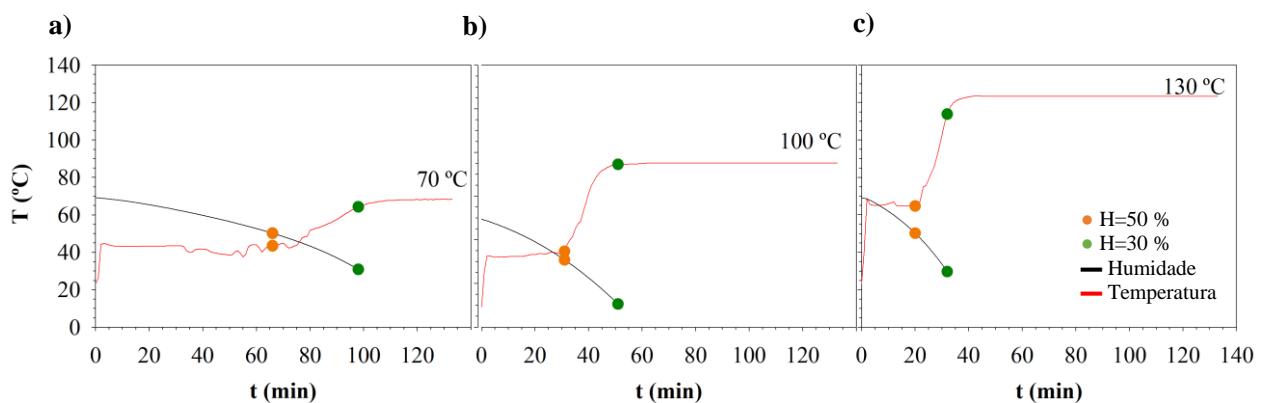 a)
b)
c)
140
120
100
80
60
40
20
0
T (ºC)
70 ºC
100 ºC
130 ºC
H=50 %
H=30 %
Humidade
Temperatura
0 20 40 60 80 100 120
0 20 40 60 80 100 120
0 20 40 60 80 100 120 140
t (min)
t (min)
t (min)